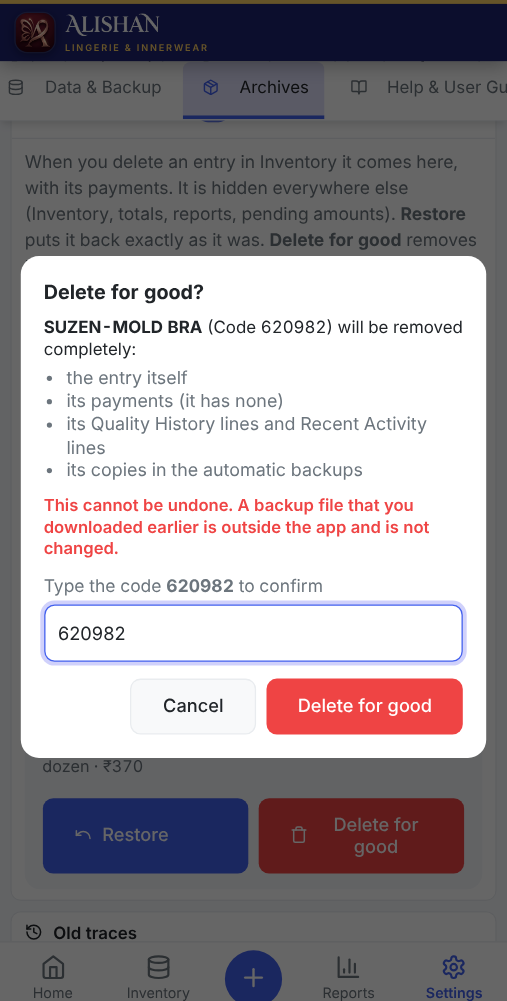 ALISHAN
LINGERIE & INNERWEAR
Data & Backup
Archives
Help & User Gu
When you delete an entry in Inventory it comes here,
with its payments. It is hidden everywhere else
(Inventory, totals, reports, pending amounts). Restore
puts it back exactly as it was. Delete for good removes
Delete for good?
SUZEN-MOLD BRA (Code 620982) will be removed
completely:
• the entry itself
• its payments (it has none)
• its Quality History lines and Recent Activity
lines
• its copies in the automatic backups
This cannot be undone. A backup file that you
downloaded earlier is outside the app and is not
changed.
Type the code 620982 to confirm
620982
Cancel
Delete for good
dozen · ₹370
Restore
Delete for
good
Old traces
Home
Inventory
Reports
Settings